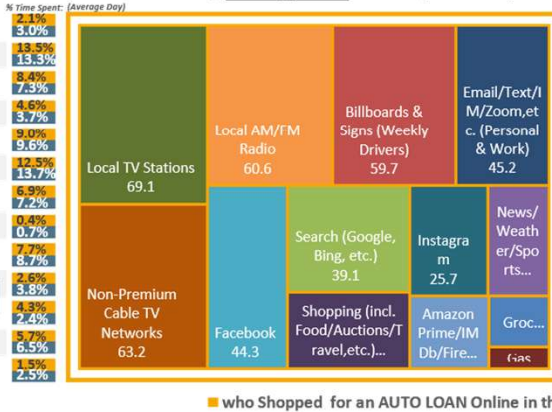 % Time Spent: (Average Day)
2.1%
3.0%
13.5%
13.3%
8.4%
7.3%
4.6%
3.7%
9.0%
9.6%
12.5%
13.7%
6.9%
7.2%
0.4%
0.7%
7.7%
8.7%
2.6%
3.8%
4.3%
2.4%
5.7%
6.5%
1.5%
2.5%
Local TV Stations
69.1
Non-Premium
Cable TV
Networks
63.2
Local AM/FM
Radio
60.6
Billboards &
Signs (Weekly
Drivers)
59.7
Email/Text/I
M/Zoom,et
c. (Personal
& Work)
45.2
Facebook
44.3
Search (Google,
Bing, etc.)
39.1
Shopping (incl.
Food/Auctions/T
ravel,etc.)...
Instagra
m
25.7
Amazon
Prime/IM
Db/Fire...
News/
Weath
er/Spo
rts...
Groc...
Gas
who Shopped for an AUTO LOAN Online in th